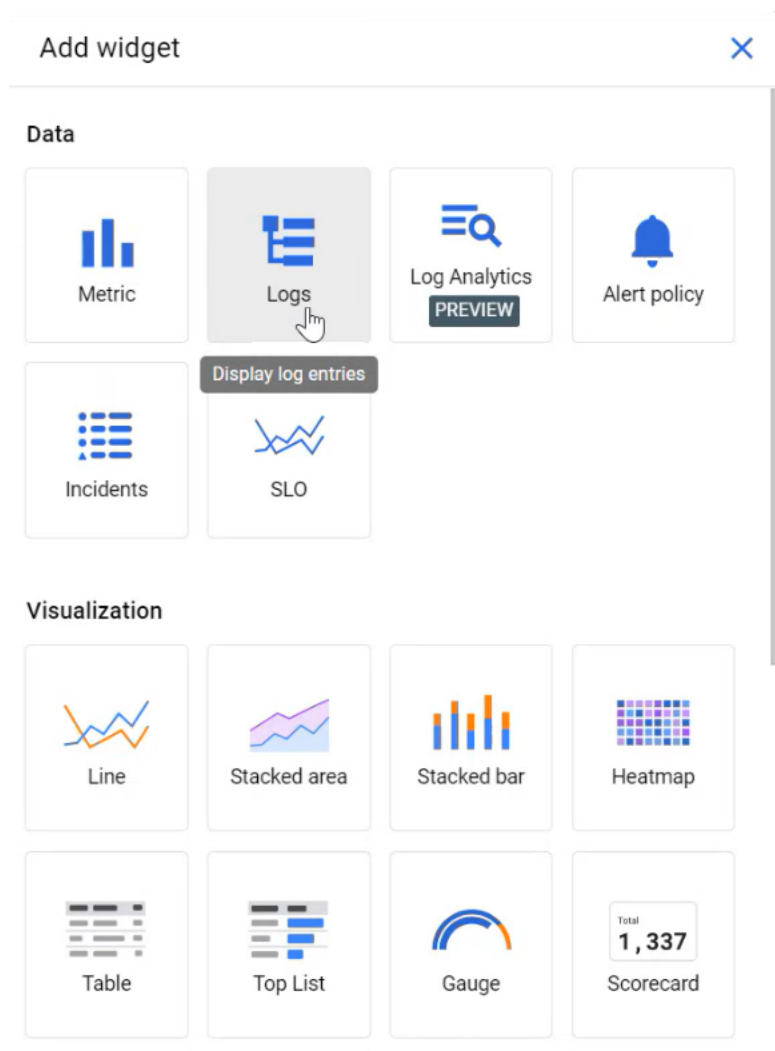 Add widget
Data
Metric
Logs
Log Analytics
PREVIEW
Alert policy
Display log entries
Incidents
SLO
Visualization
Line
Stacked area
Stacked bar
Heatmap
Table
Top List
Gauge
Total
1,337
Scorecard